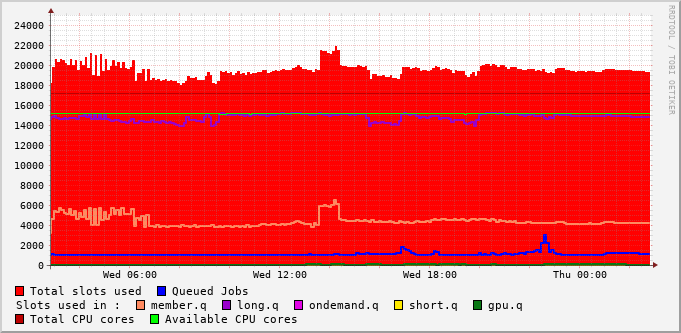 RRDTOOL / TOBI OETIKER
24000
22000
20000
18000
16000
14000
12000
10000
8000
6000
4000
2000
0
Wed 06:00 Wed 12:00 Wed 18:00 Thu 00:00
Total slots used Queued Jobs
Slots used in : member.q long.q ondemand.q short.q gpu.q
Total CPU cores Available CPU cores